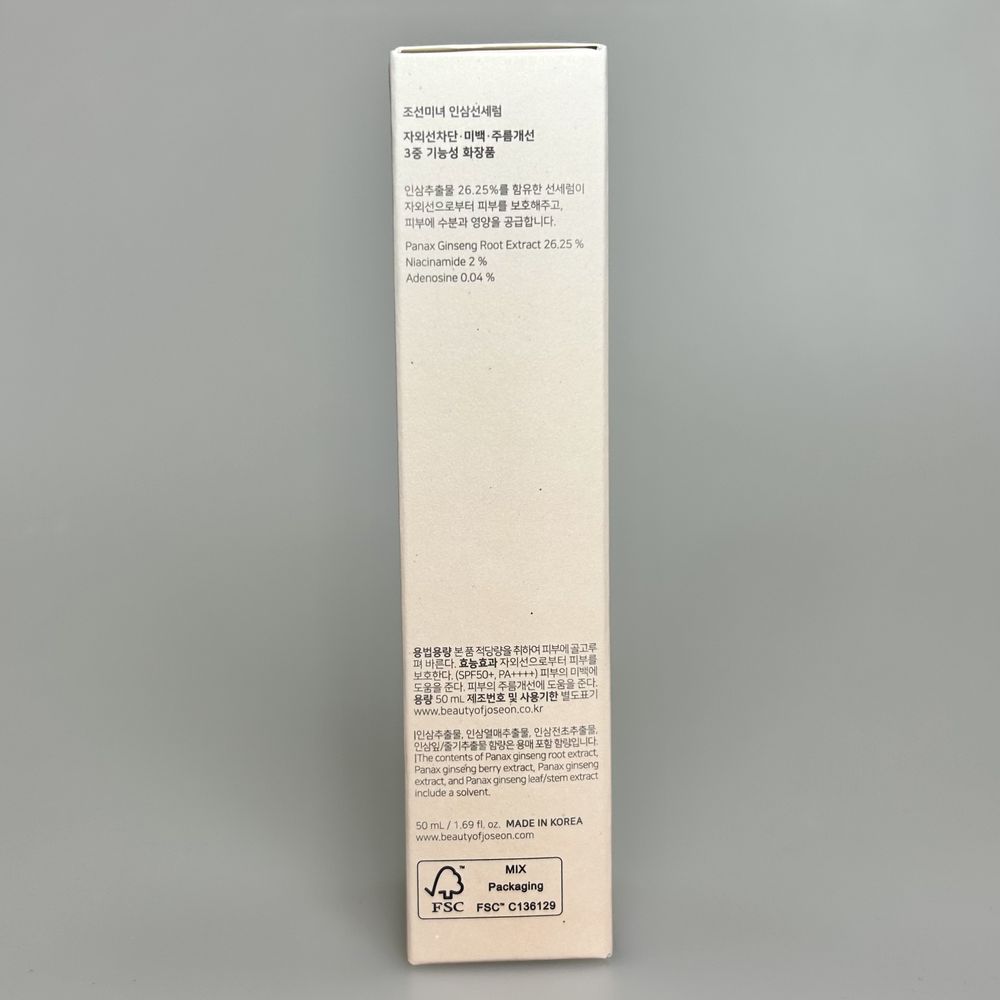 조선미녀 인삼선세럼
자외선차단·미백·주름개선
3중 기능성 화장품
인삼추출물 26.25%를 함유한 선세럼이
자외선으로부터 피부를 보호해주고,
피부에 수분과 영양을 공급합니다.
Panax Ginseng Root Extract 26.25 %
Niacinamide 2 %
Adenosine 0.04 %
용법용량 본 품 적당량을 취하여 피부에 골고루
펴 바른다. 효능효과 자외선으로부터 피부를
보호한다. (SPF50+, PA++++) 피부의 미백에
도움을 준다. 피부의 주름개선에 도움을 준다.
용량 50 mL 제조번호 및 사용기한 별도표기
www.beautyofjoseon.co.kr
|인삼추출물, 인삼열매추출물, 인삼전초추출물,
인삼잎/줄기추출물 함량은 용매 포함 함량입니다.
|The contents of Panax ginseng root extract,
Panax ginseng berry extract, Panax ginseng
extract, and Panax ginseng leaf/stem extract
include a solvent.
50 mL / 1.69 fl. oz. MADE IN KOREA
www.beautyofjoseon.com
MIX
Packaging
FSC™ C136129
™
FSC